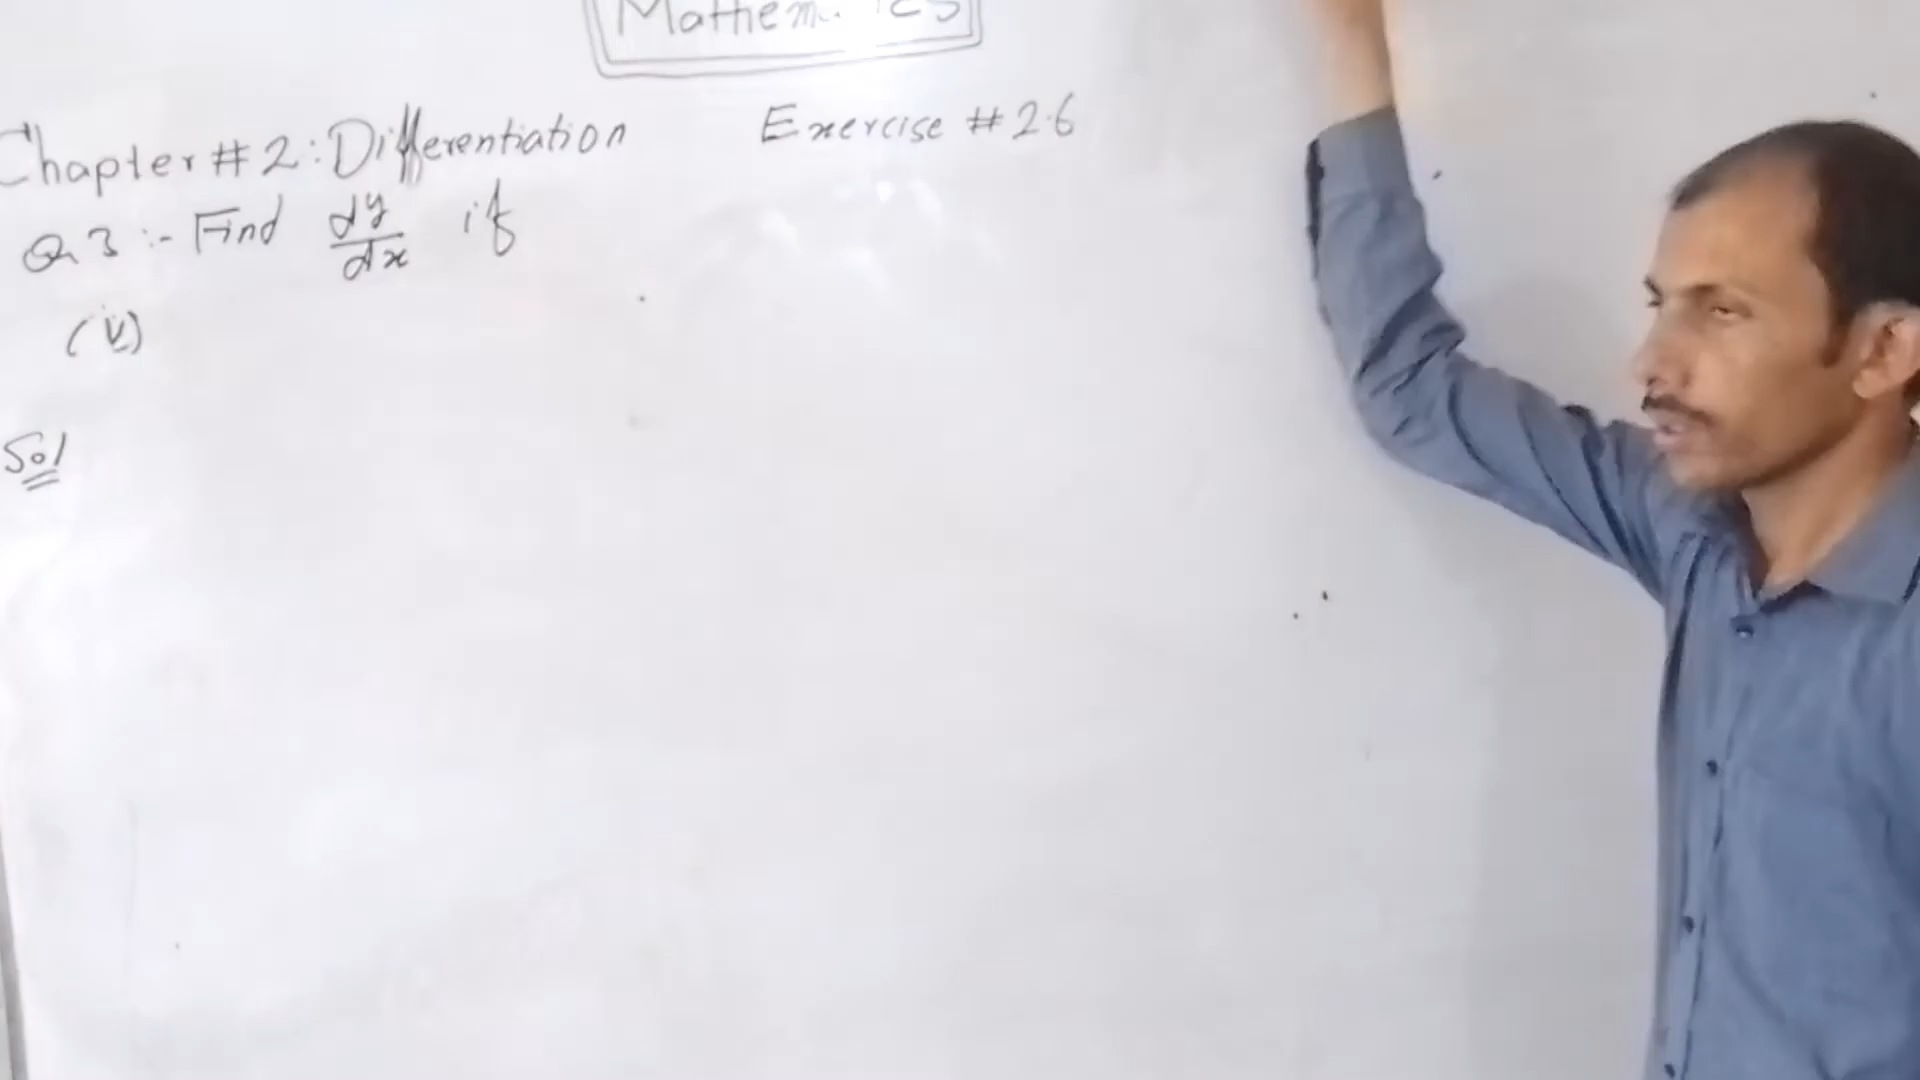 Mathematics
Chapter # 2 : Differentiation Exercise # 2.6
Q 3 :- Find dy/dx if
(v)
Sol